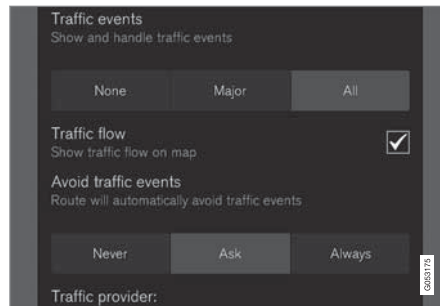 Traffic events
Show and handle traffic events
None Major All
Traffic flow
Show traffic flow on map
Avoid traffic events
Route will automatically avoid traffic events
Never Ask Always
Traffic provider:
G053175